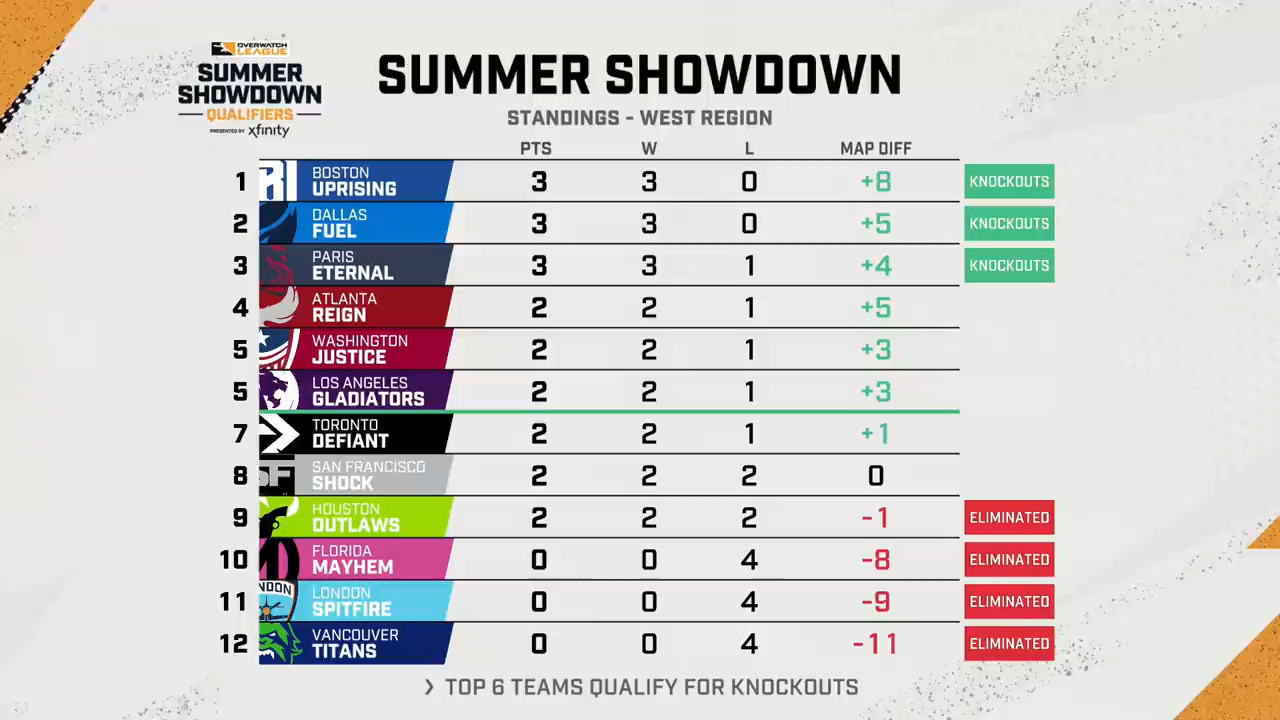 OVERWATCH
LEAGUE
SUMMER
SHOWDOWN
QUALIFIERS
PRESENTED BY xfinity
SUMMER SHOWDOWN
STANDINGS - WEST REGION
PTS W L MAP DIFF
1 BOSTON UPRISING 3 3 0 +8 KNOCKOUTS
2 DALLAS FUEL 3 3 0 +5 KNOCKOUTS
3 PARIS ETERNAL 3 3 1 +4 KNOCKOUTS
4 ATLANTA REIGN 2 2 1 +5
5 WASHINGTON JUSTICE 2 2 1 +3
5 LOS ANGELES GLADIATORS 2 2 1 +3
7 TORONTO DEFIANT 2 2 1 +1
8 SF SAN FRANCISCO SHOCK 2 2 2 0
9 HOUSTON OUTLAWS 2 2 2 -1 ELIMINATED
10 FLORIDA MAYHEM 0 0 4 -8 ELIMINATED
11 NDON LONDON SPITFIRE 0 0 4 -9 ELIMINATED
12 VANCOUVER TITANS 0 0 4 -11 ELIMINATED
❯ TOP 6 TEAMS QUALIFY FOR KNOCKOUTS